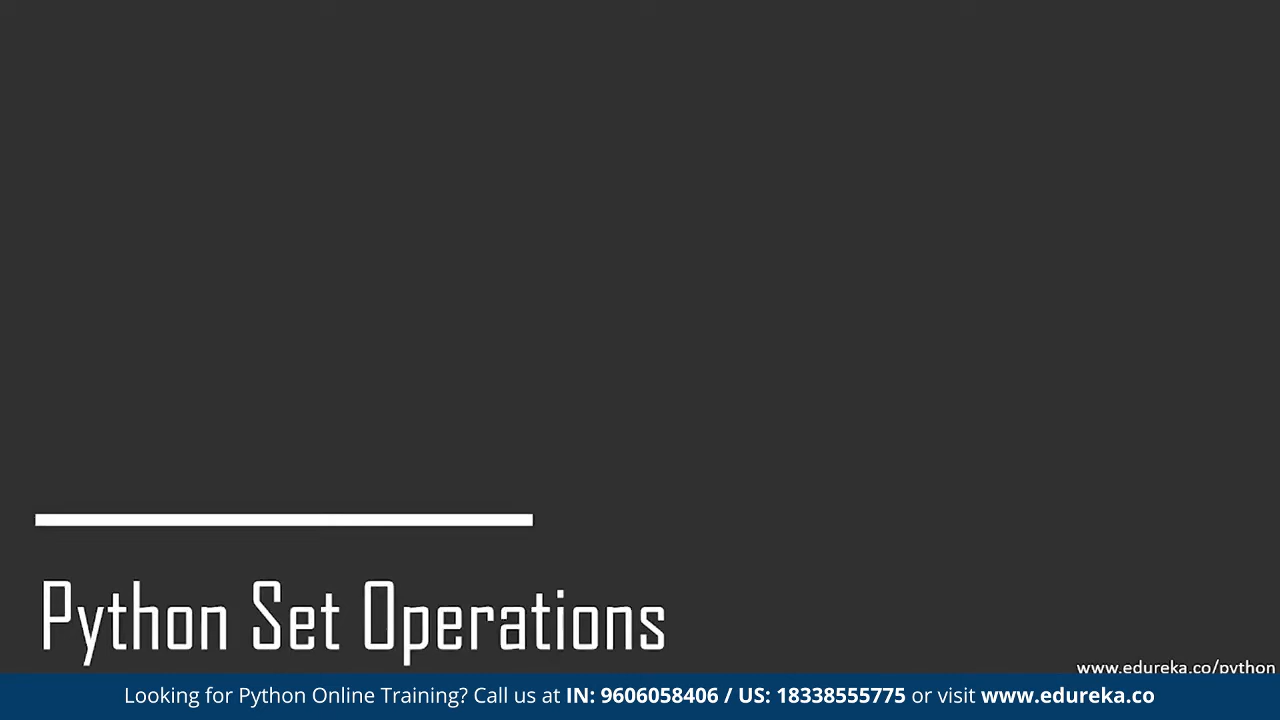 Python Set Operations
www.edureka.co/python
Looking for Python Online Training? Call us at IN: 9606058406 / US: 18338555775 or visit www.edureka.co